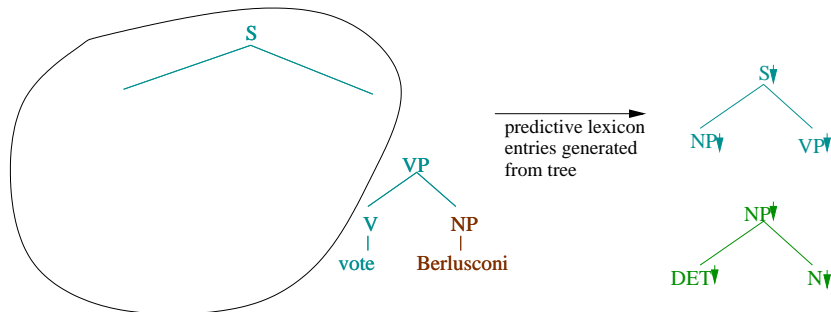 S
S
predictive lexicon
entries generated
from tree
NP VP
VP
V NP
vote Berlusconi
NP
DET N